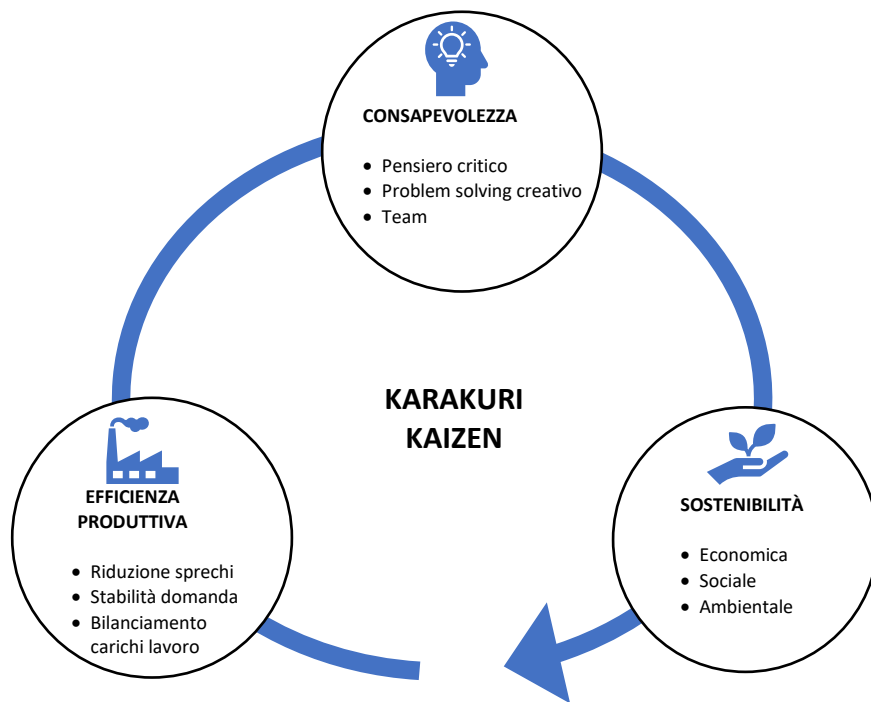 CONSAPEVOLEZZA
• Pensiero critico
• Problem solving creativo
• Team
KARAKURI
KAIZEN
EFFICIENZA
PRODUTTIVA
• Riduzione sprechi
• Stabilità domanda
• Bilanciamento
carichi lavoro
SOSTENIBILITÀ
• Economica
• Sociale
• Ambientale